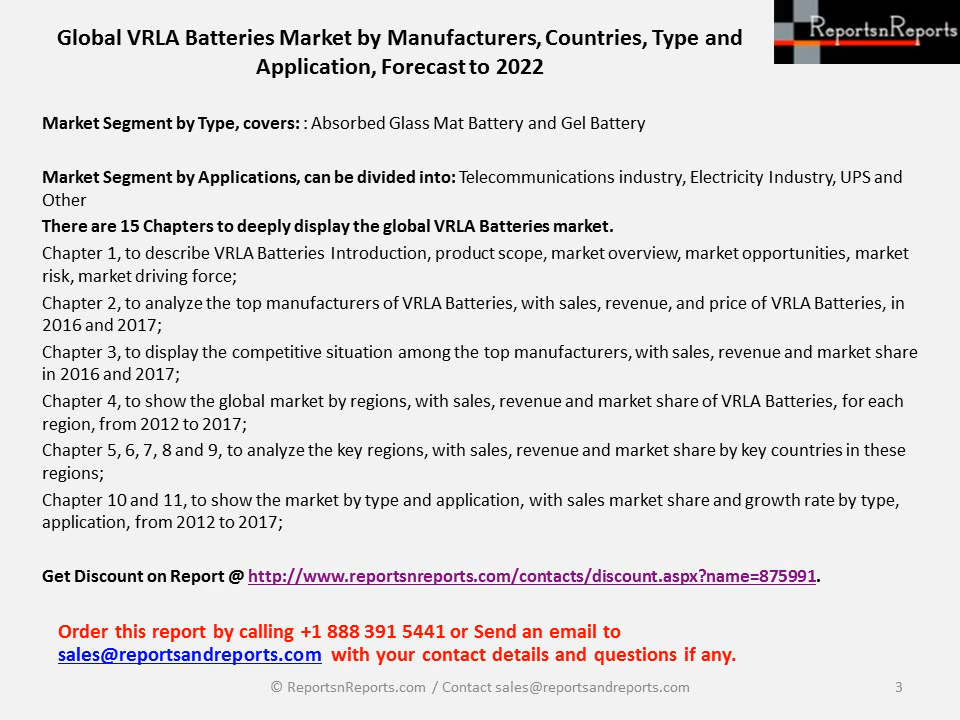 Global VRLA Batteries Market by Manufacturers, Countries, Type and
Application, Forecast to 2022
ReportsnReports
Market Segment by Type, covers: : Absorbed Glass Mat Battery and Gel Battery
Market Segment by Applications, can be divided into: Telecommunications industry, Electricity Industry, UPS and
Other
There are 15 Chapters to deeply display the global VRLA Batteries market.
Chapter 1, to describe VRLA Batteries Introduction, product scope, market overview, market opportunities, market
risk, market driving force;
Chapter 2, to analyze the top manufacturers of VRLA Batteries, with sales, revenue, and price of VRLA Batteries, in
2016 and 2017;
Chapter 3, to display the competitive situation among the top manufacturers, with sales, revenue and market share
in 2016 and 2017;
Chapter 4, to show the global market by regions, with sales, revenue and market share of VRLA Batteries, for each
region, from 2012 to 2017;
Chapter 5, 6, 7, 8 and 9, to analyze the key regions, with sales, revenue and market share by key countries in these
regions;
Chapter 10 and 11, to show the market by type and application, with sales market share and growth rate by type,
application, from 2012 to 2017;
Get Discount on Report @ http://www.reportsnreports.com/contacts/discount.aspx?name=875991.
Order this report by calling +1 888 391 5441 or Send an email to
sales@reportsandreports.com with your contact details and questions if any.
© ReportsnReports.com / Contact sales@reportsandreports.com
3